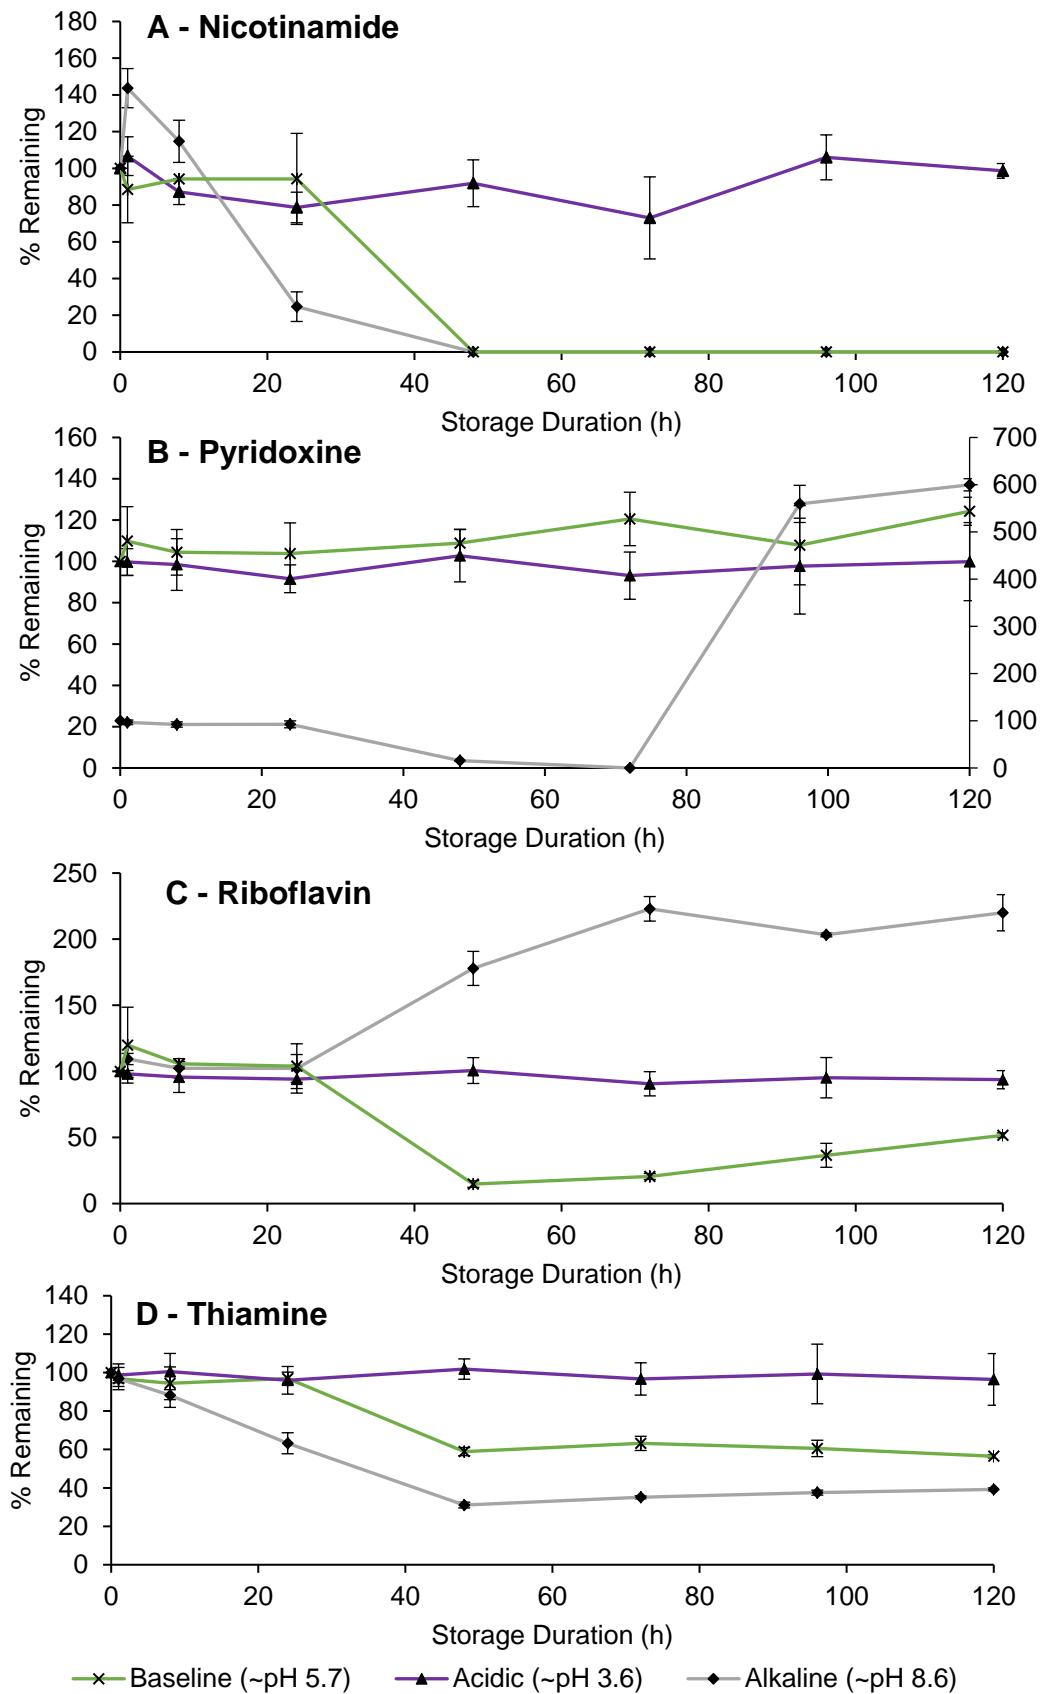 A - Nicotinamide
180
160
140
120
100
80
60
40
20
0
% Remaining
0 20 40 60 80 100 120
Storage Duration (h)
B - Pyridoxine
160
140
120
100
80
60
40
20
0
% Remaining
700
600
500
400
300
200
100
0
0 20 40 60 80 100 120
Storage Duration (h)
C - Riboflavin
250
200
150
100
50
0
% Remaining
0 20 40 60 80 100 120
Storage Duration (h)
D - Thiamine
140
120
100
80
60
40
20
0
% Remaining
0 20 40 60 80 100 120
Storage Duration (h)
Baseline (~pH 5.7) Acidic (~pH 3.6) Alkaline (~pH 8.6)